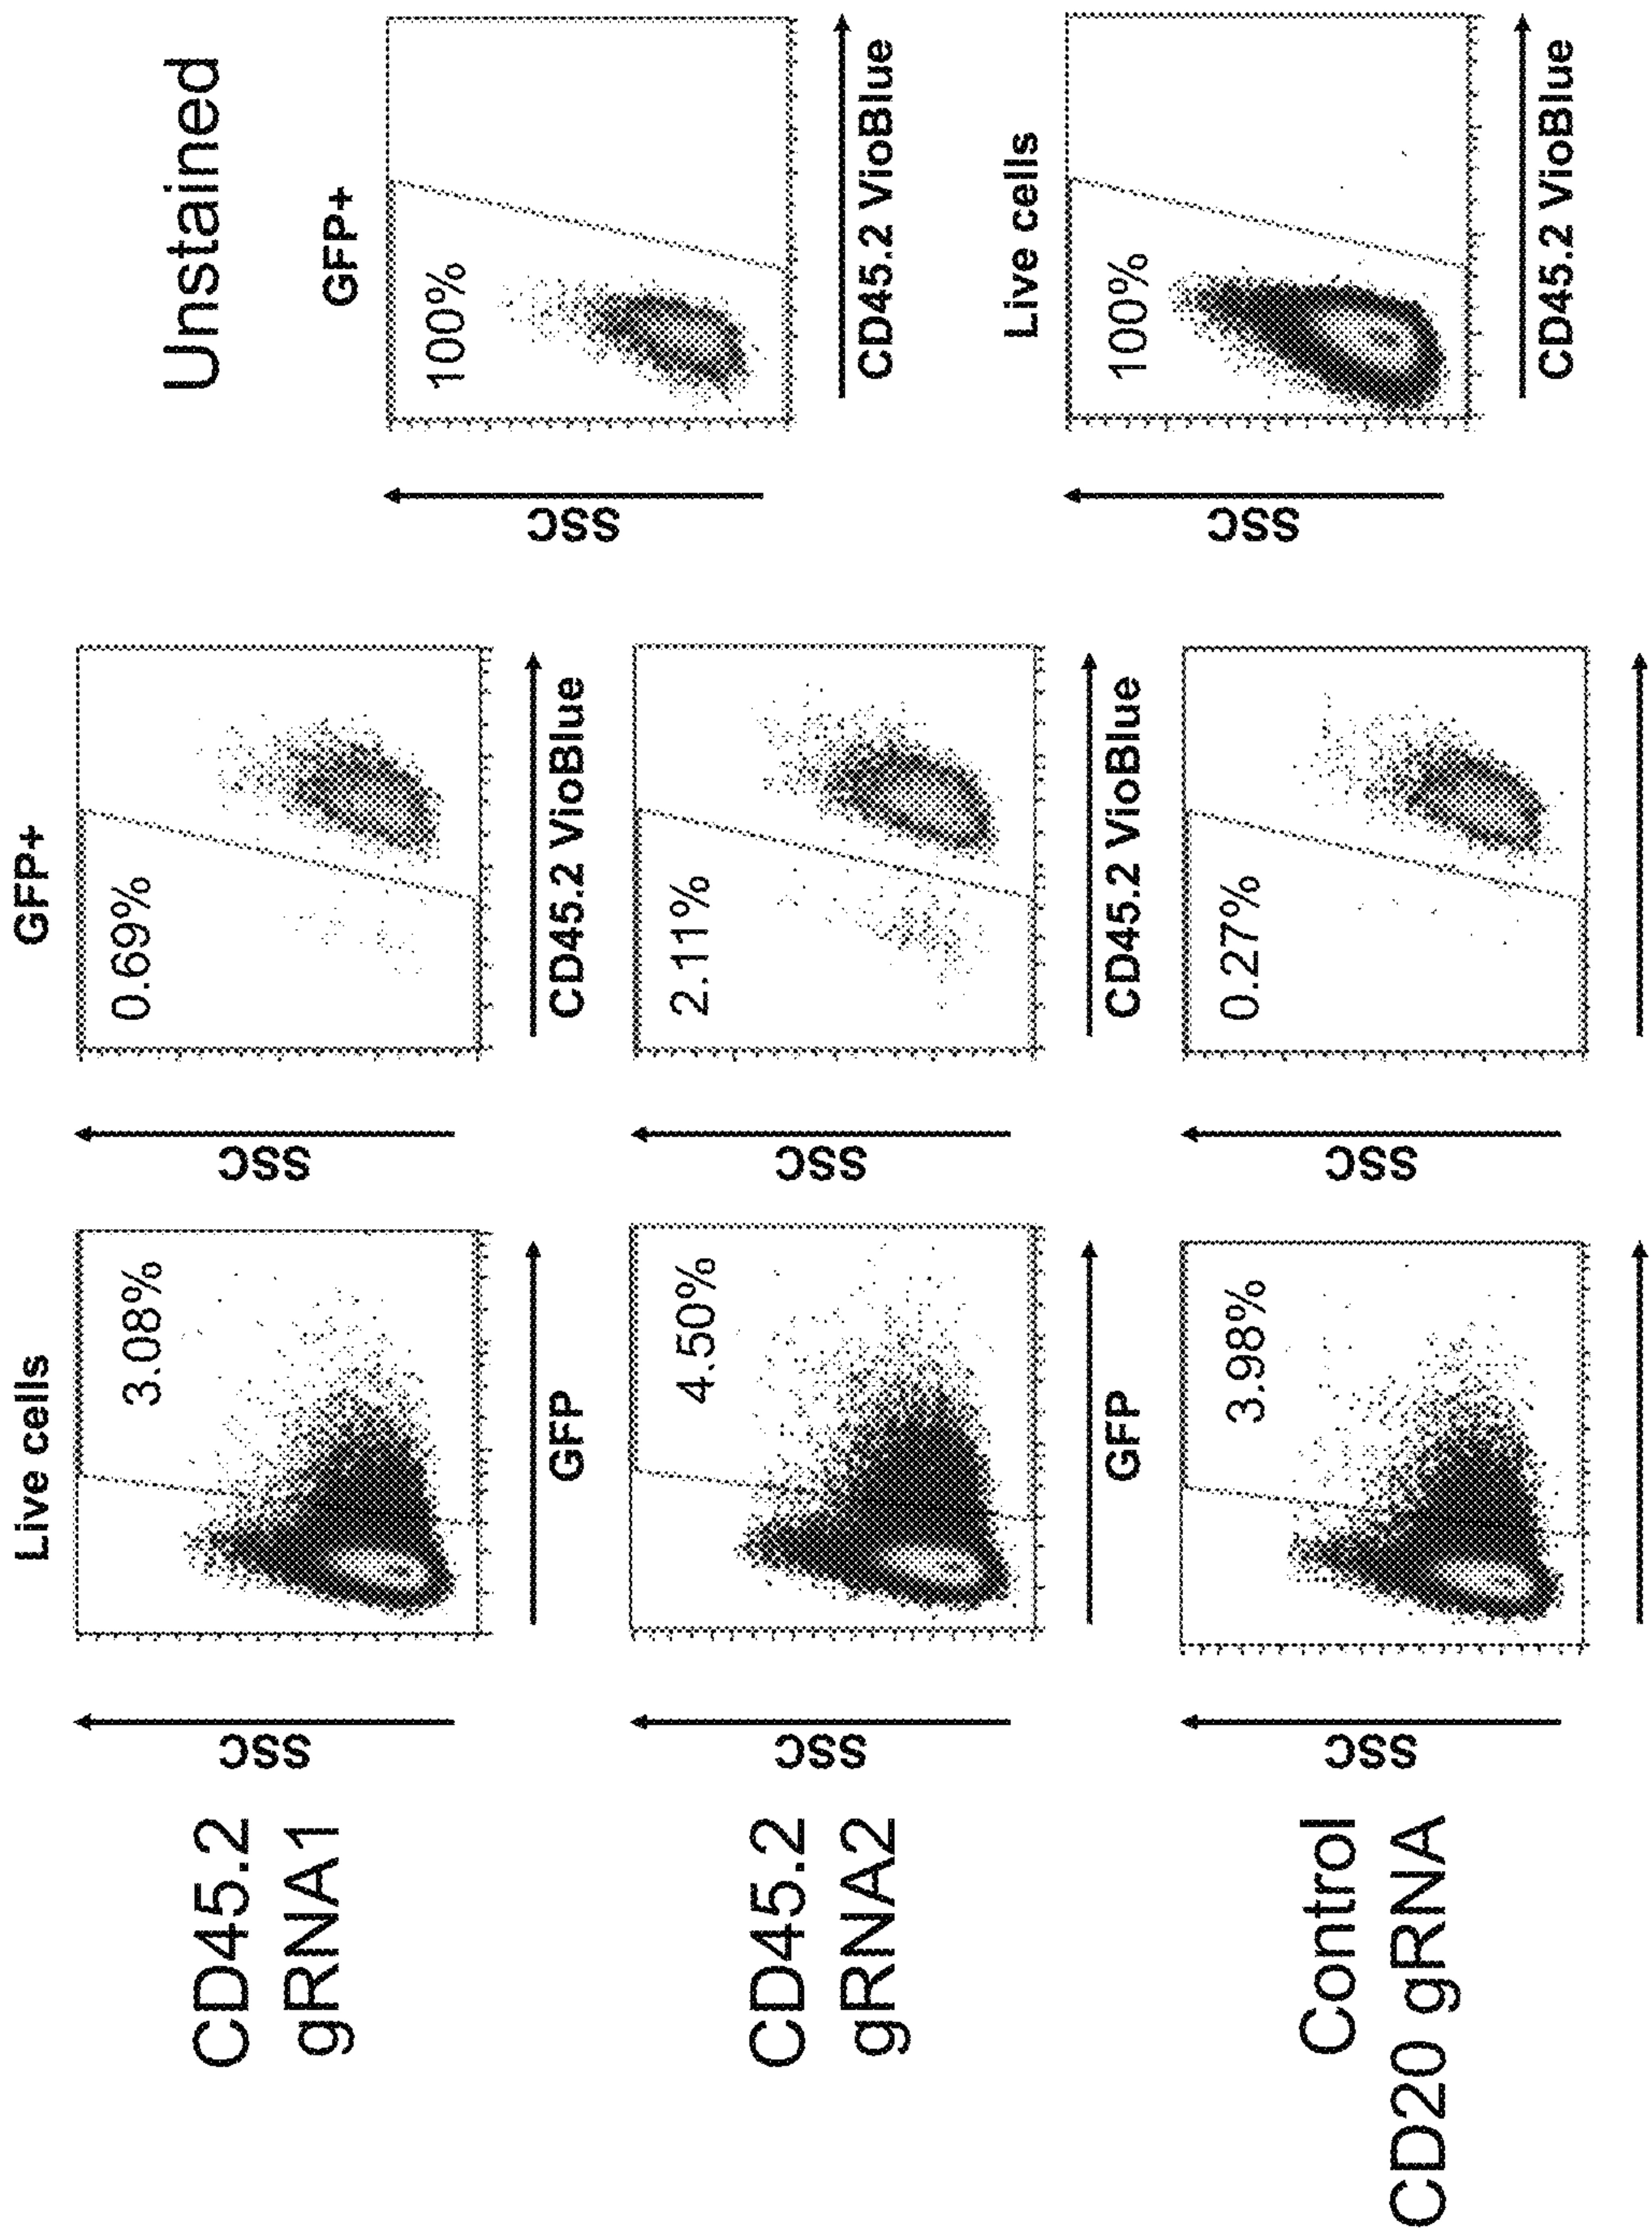 Unstained
Live cells
GFP+
GFP+
CD45.2
gRNA1
SSC
3.08%
GFP
SSC
0.69%
CD45.2 VioBlue
SSC
100%
CD45.2 VioBlue
CD45.2
gRNA2
SSC
4.50%
GFP
SSC
2.11%
CD45.2 VioBlue
Live cells
SSC
100%
CD45.2 VioBlue
Control
CD20 gRNA
SSC
3.98%
SSC
0.27%